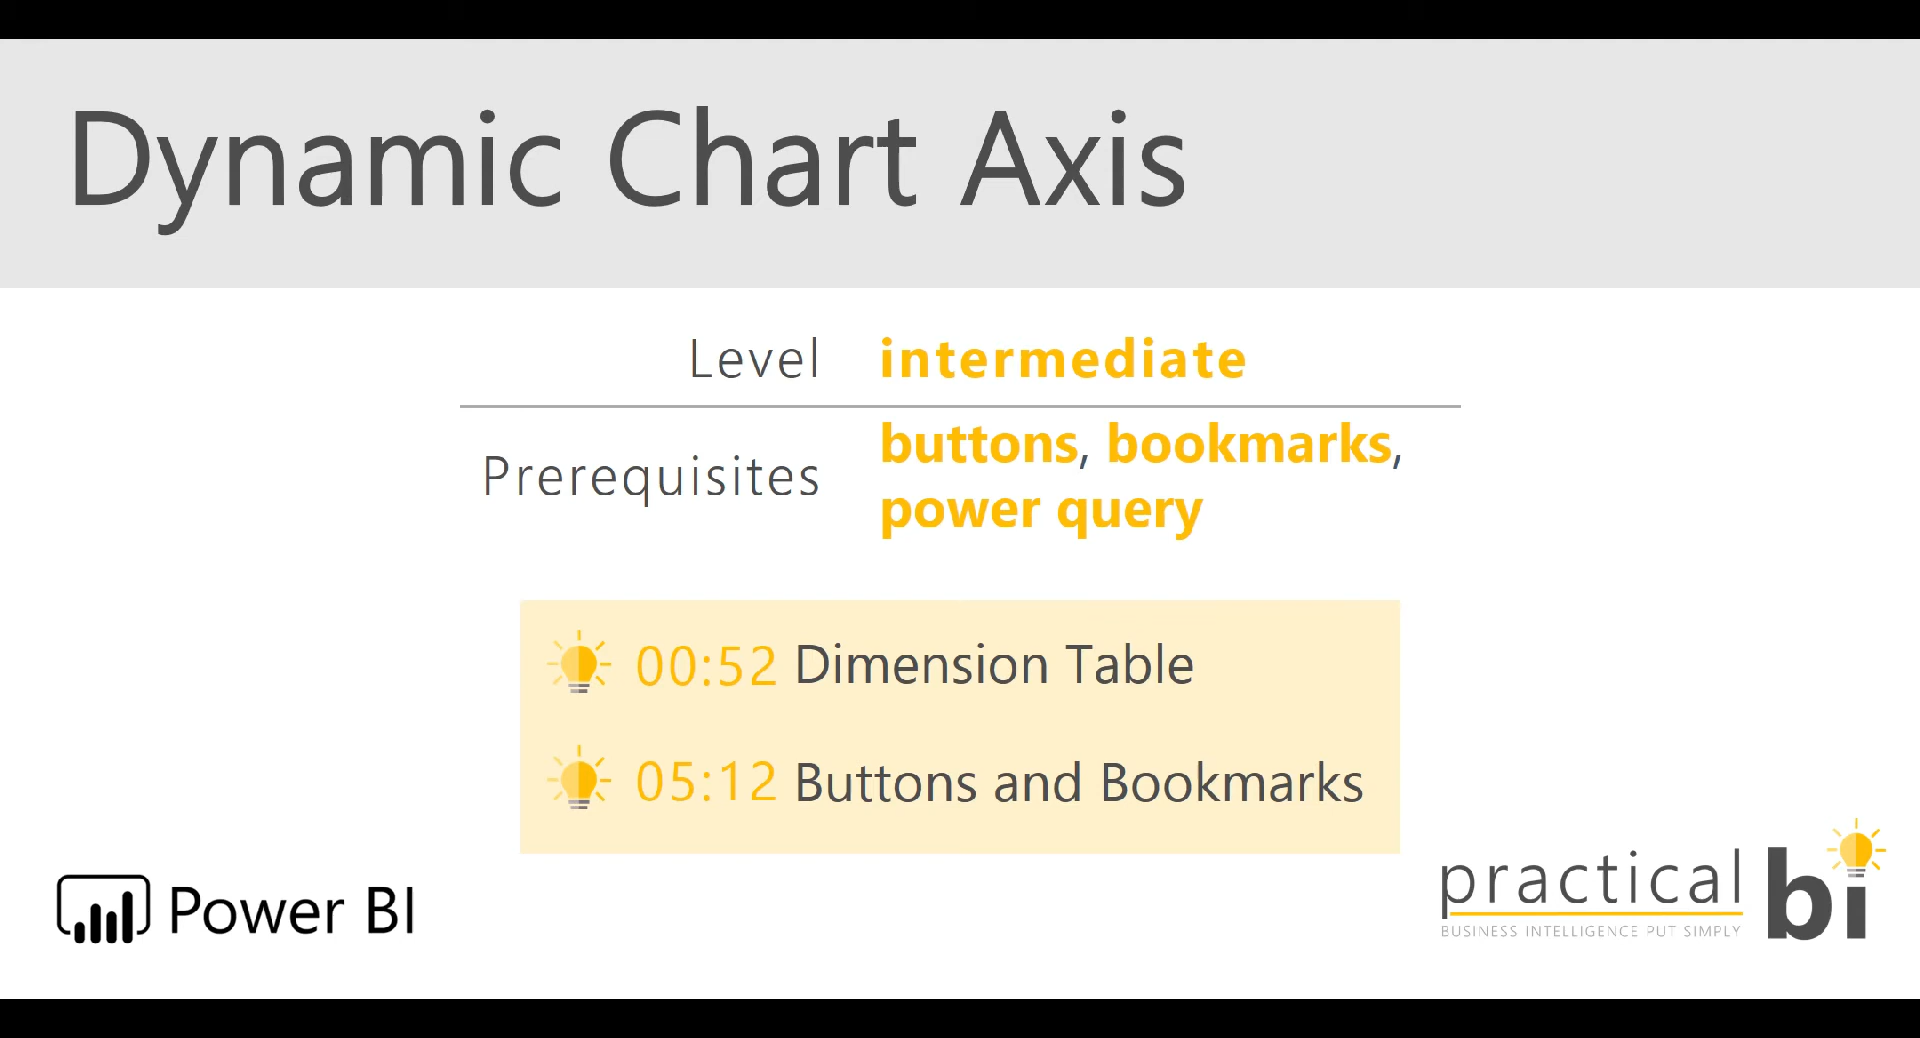 Dynamic Chart Axis
Level intermediate
Prerequisites buttons, bookmarks,
power query
00:52 Dimension Table
05:12 Buttons and Bookmarks
Power BI
practical bi
BUSINESS INTELLIGENCE PUT SIMPLY